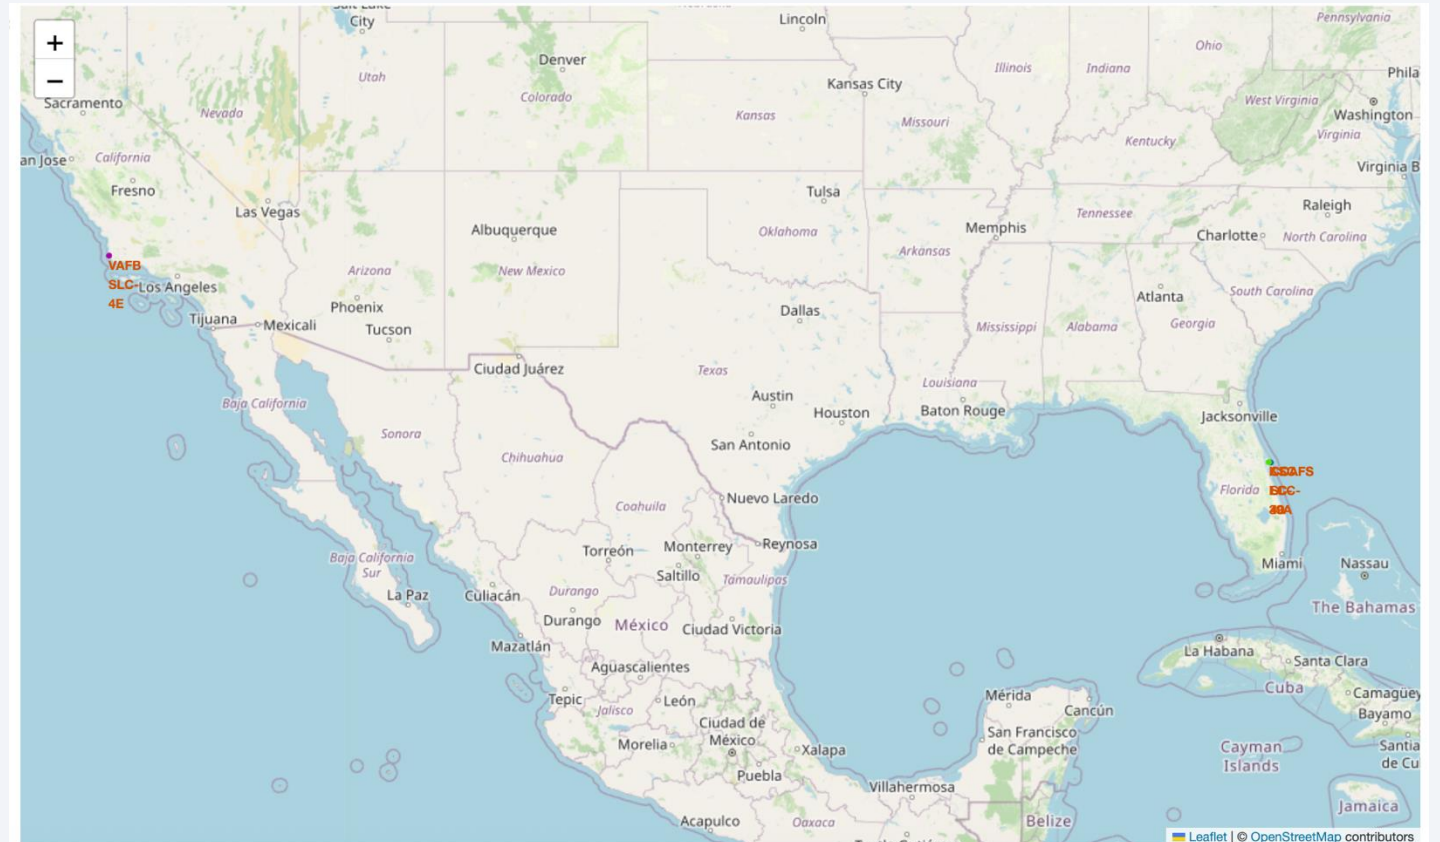 Salt Lake
City
Lincoln
Pennsylvania
+
−
Denver
Ohio
Utah
Colorado
Kansas City
Illinois
Indiana
Phila
Sacramento
Nevada
Kansas
Missouri
West Virginia
Washington
Kentucky
Virginia
an Jose
California
Virginia B
Fresno
Tulsa
Las Vegas
Albuquerque
Oklahoma
Memphis
Tennessee
Raleigh
Charlotte
North Carolina
Arkansas
VAFB
SLC-
4E
Los Angeles
Arizona
New Mexico
Phoenix
Tucson
Dallas
Atlanta
South Carolina
Tijuana
Mexicali
Mississippi
Alabama
Georgia
Ciudad Juárez
Texas
Louisiana
Baja California
Austin
Houston
Baton Rouge
Jacksonville
Sonora
San Antonio
Chihuahua
Florida
Coahuila
Nuevo Laredo
Torreón
Monterrey
Reynosa
Baja California
Sur
Saltillo
Tamaulipas
Miami
Nassau
La Paz
Culiacán
Durango
The Bahamas
Durango
México
Ciudad Victoria
Mazatlán
La Habana
Santa Clara
Aguascalientes
Cuba
Camagüey
Tepic
León
Mérida
Cancún
Jalisco
Bayamo
Ciudad de
México
San Francisco
de Campeche
Morelia
Xalapa
Cayman
Islands
Santia
de Cu
Puebla
Villahermosa
Jamaica
Acapulco
Oaxaca
Belize
Leaflet | © OpenStreetMap contributors